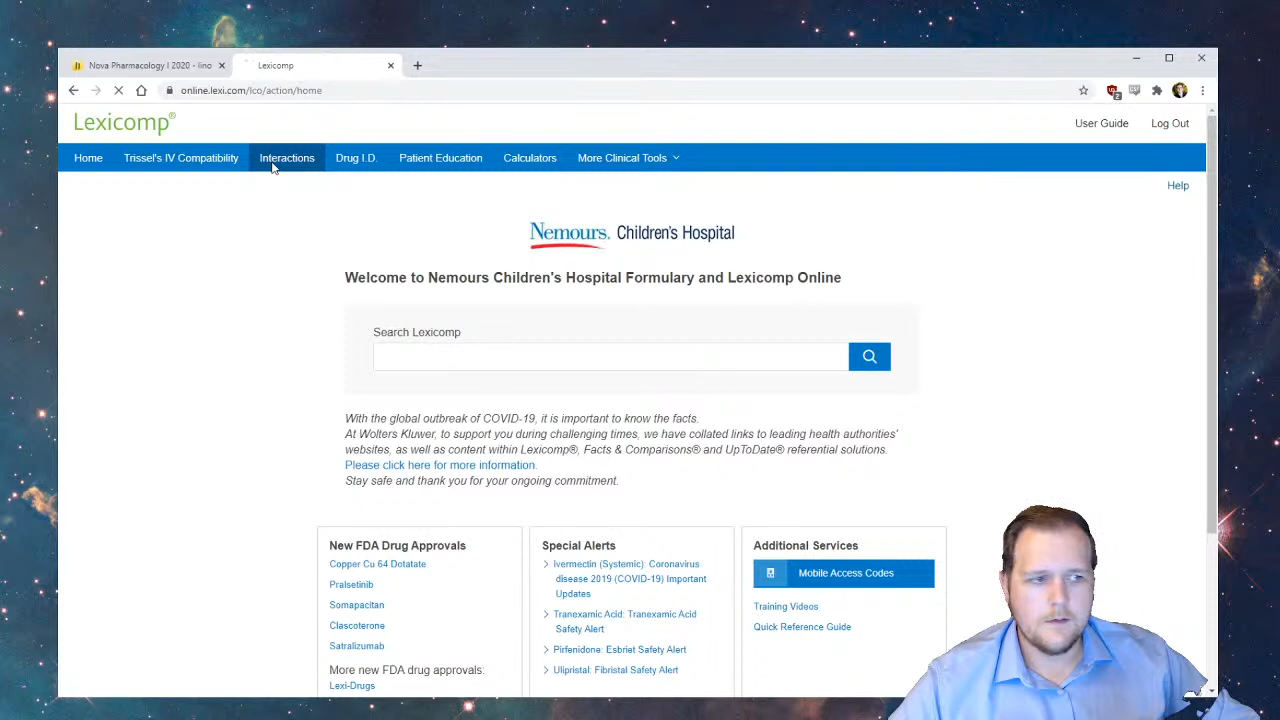 Nova Pharmacology I 2020 - lino
Lexicomp
online.lexi.com/lco/action/home
Lexicomp®
User Guide
Log Out
Home
Trissel's IV Compatibility
Interactions
Drug I.D.
Patient Education
Calculators
More Clinical Tools
Help
Nemours. Children's Hospital
Welcome to Nemours Children's Hospital Formulary and Lexicomp Online
Search Lexicomp
With the global outbreak of COVID-19, it is important to know the facts.
At Wolters Kluwer, to support you during challenging times, we have collated links to leading health authorities'
websites, as well as content within Lexicomp®, Facts & Comparisons® and UpToDate® referential solutions.
Please click here for more information.
Stay safe and thank you for your ongoing commitment.
New FDA Drug Approvals
Copper Cu 64 Dotatate
Pralsetinib
Somapacitan
Clascoterone
Satralizumab
More new FDA drug approvals:
Lexi-Drugs
Special Alerts
Ivermectin (Systemic): Coronavirus
disease 2019 (COVID-19) Important
Updates
Tranexamic Acid: Tranexamic Acid
Safety Alert
Pirfenidone: Esbriet Safety Alert
Ulipristal: Fibristal Safety Alert
Additional Services
Mobile Access Codes
Training Videos
Quick Reference Guide